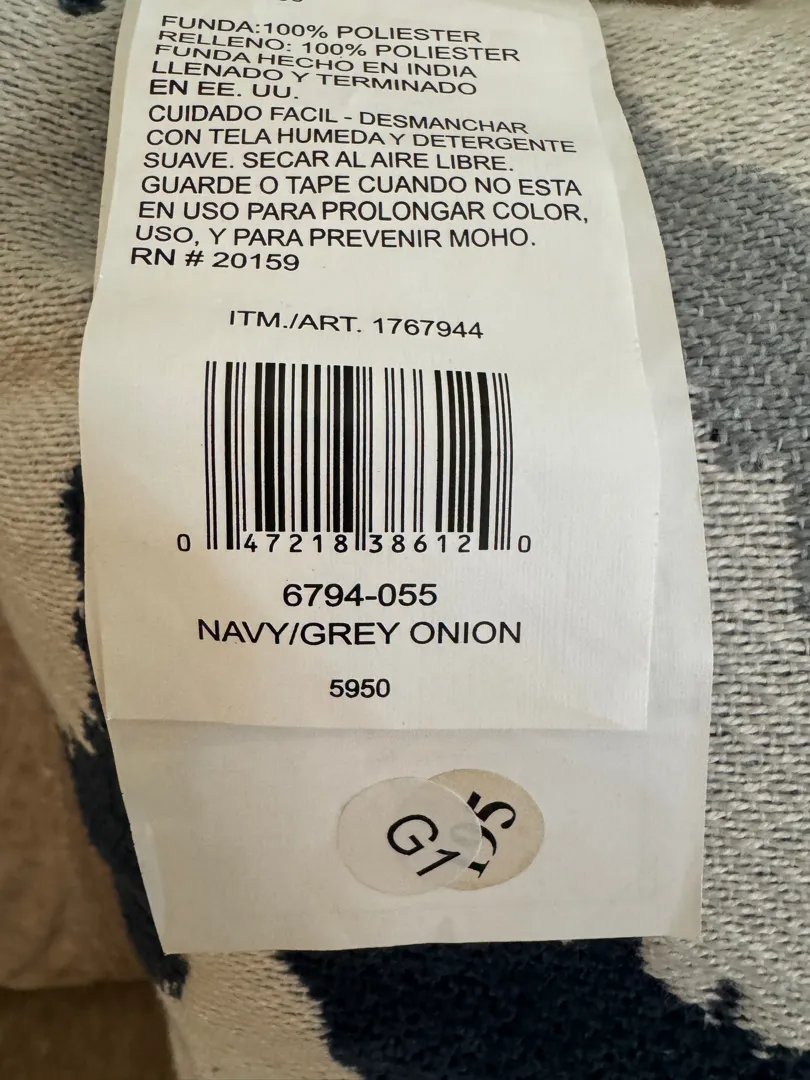 FUNDA:100% POLIESTER
RELLENO: 100% POLIESTER
FUNDA HECHO EN INDIA
LLENADO Y TERMINADO
EN EE. UU.
CUIDADO FACIL - DESMANCHAR
CON TELA HUMEDA Y DETERGENTE
SUAVE. SECAR AL AIRE LIBRE.
GUARDE O TAPE CUANDO NO ESTA
EN USO PARA PROLONGAR COLOR,
USO, Y PARA PREVENIR MOHO.
RN # 20159
ITM./ART. 1767944
0 47218 38612 0
6794-055
NAVY/GREY ONION
5950
G1